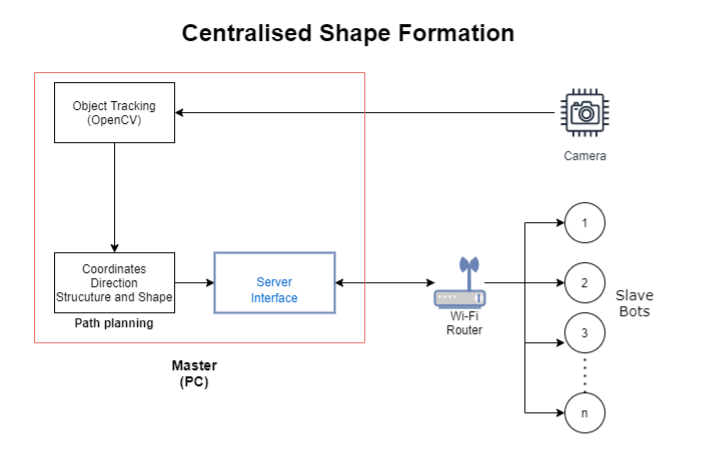 Centralised Shape Formation
Object Tracking
(OpenCV)
Camera
Coordinates
Direction
Strucuture and Shape
Path planning
Server
Interface
Wi-Fi
Router
1
2
3
n
Slave
Bots
Master
(PC)